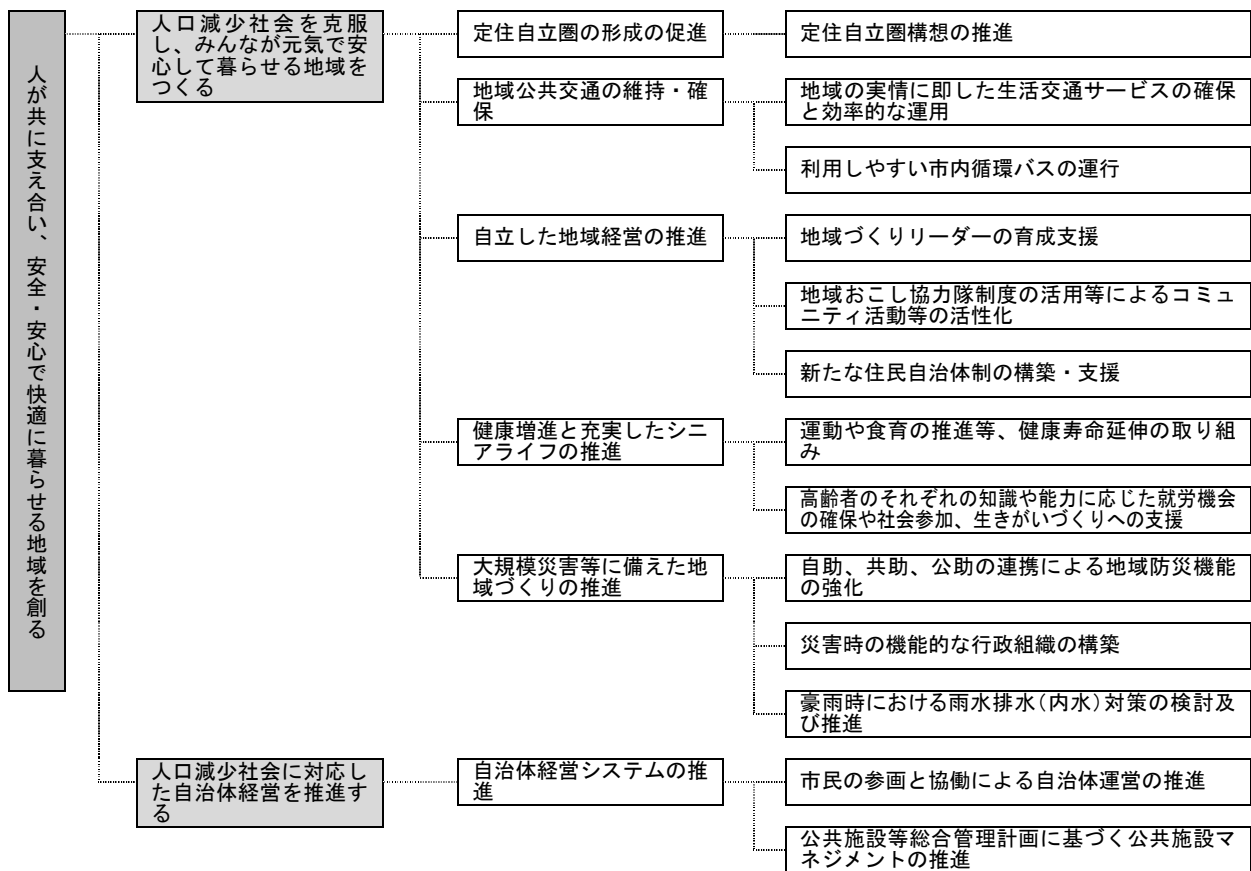 人が共に支え合い、安全・安心で快適に暮らせる地域を創る
人口減少社会を克服
し、みんなが元気で安
心して暮らせる地域を
つくる
定住自立圏の形成の促進
定住自立圏構想の推進
地域公共交通の維持・確
保
地域の実情に即した生活交通サービスの確保
と効率的な運用
利用しやすい市内循環バスの運行
自立した地域経営の推進
地域づくりリーダーの育成支援
地域おこし協力隊制度の活用等によるコミュ
ニティ活動等の活性化
新たな住民自治体制の構築・支援
健康増進と充実したシニ
アライフの推進
運動や食育の推進等、健康寿命延伸の取り組
み
高齢者のそれぞれの知識や能力に応じた就労機会
の確保や社会参加、生きがいづくりへの支援
大規模災害等に備えた地
域づくりの推進
自助、共助、公助の連携による地域防災機能
の強化
災害時の機能的な行政組織の構築
豪雨時における雨水排水(内水)対策の検討及
び推進
人口減少社会に対応し
た自治体経営を推進す
る
自治体経営システムの推
進
市民の参画と協働による自治体運営の推進
公共施設等総合管理計画に基づく公共施設マ
ネジメントの推進